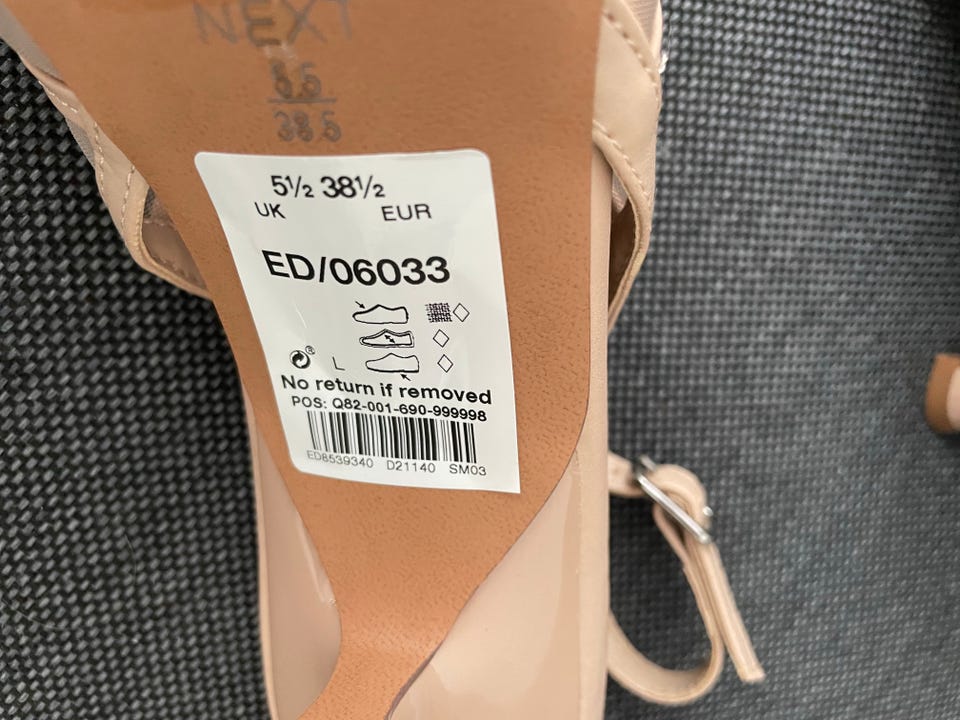 NEXT
5.5
38.5
5½ 38½
UK EUR
ED/06033
® L
No return if removed
POS: Q82-001-690-999998
ED8539340 D21140 SM03